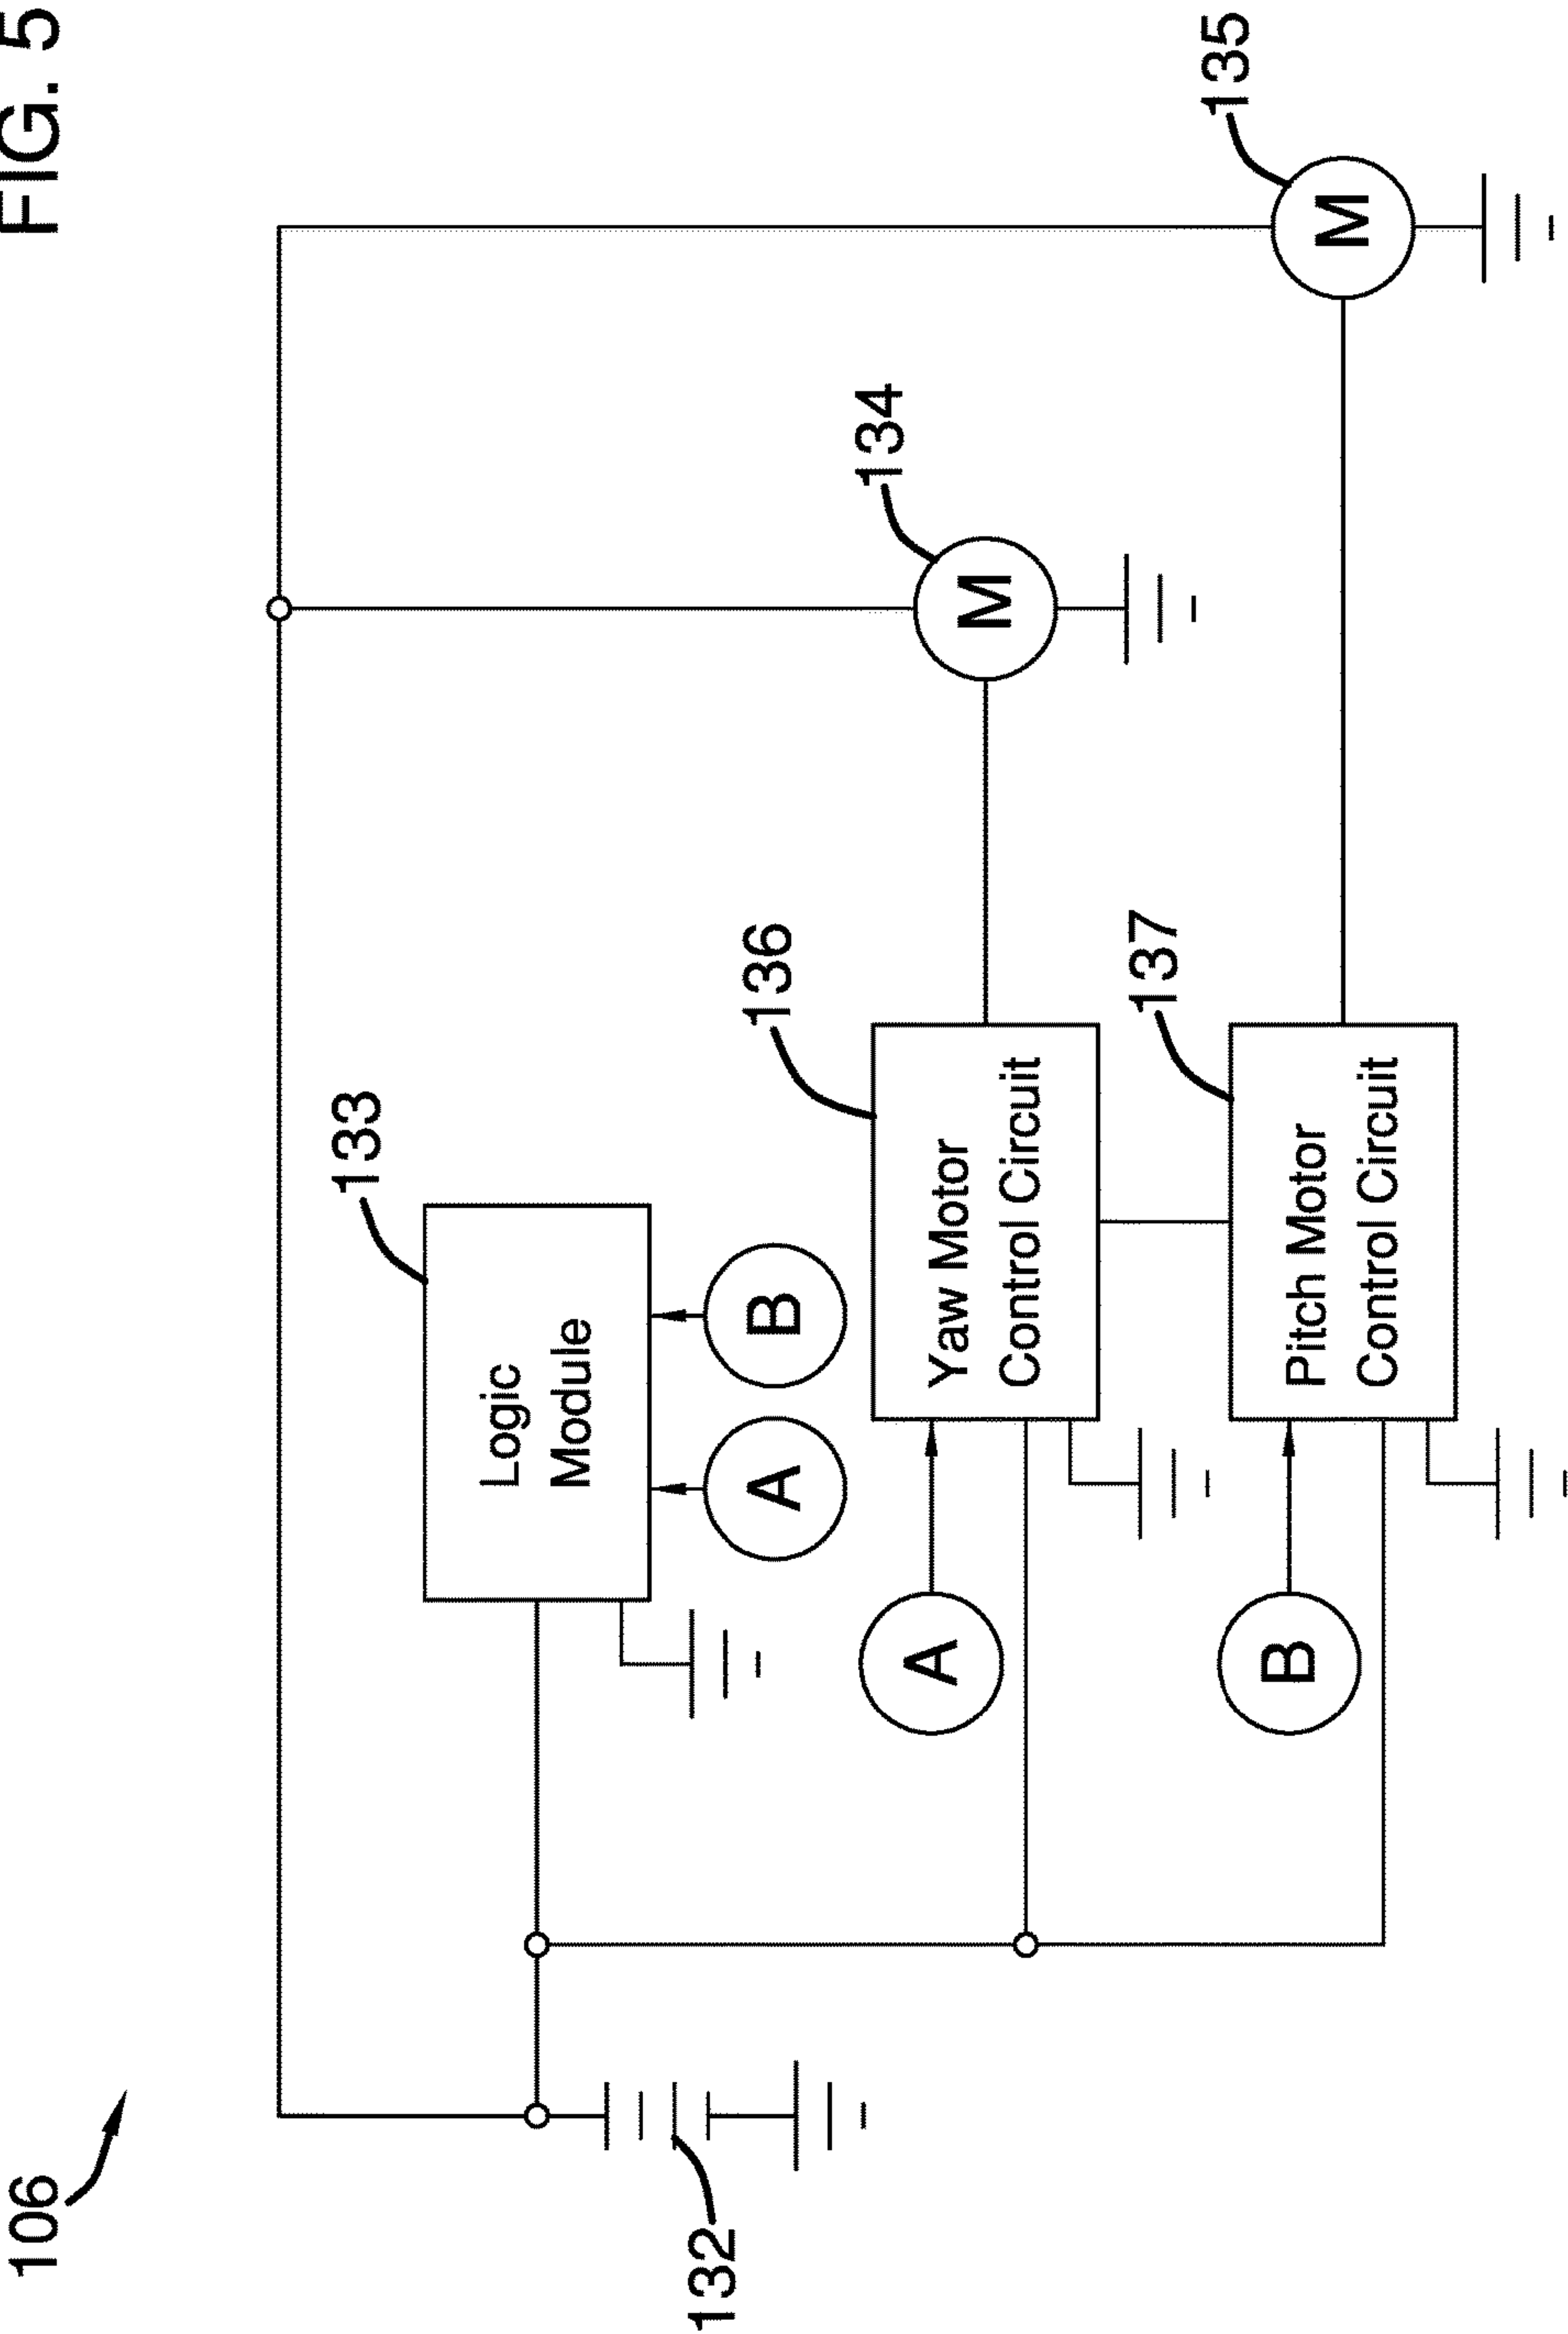 FIG. 5
106
132
133
Logic
Module
A
B
136
A
Yaw Motor
Control Circuit
134
M
137
B
Pitch Motor
Control Circuit
135
M